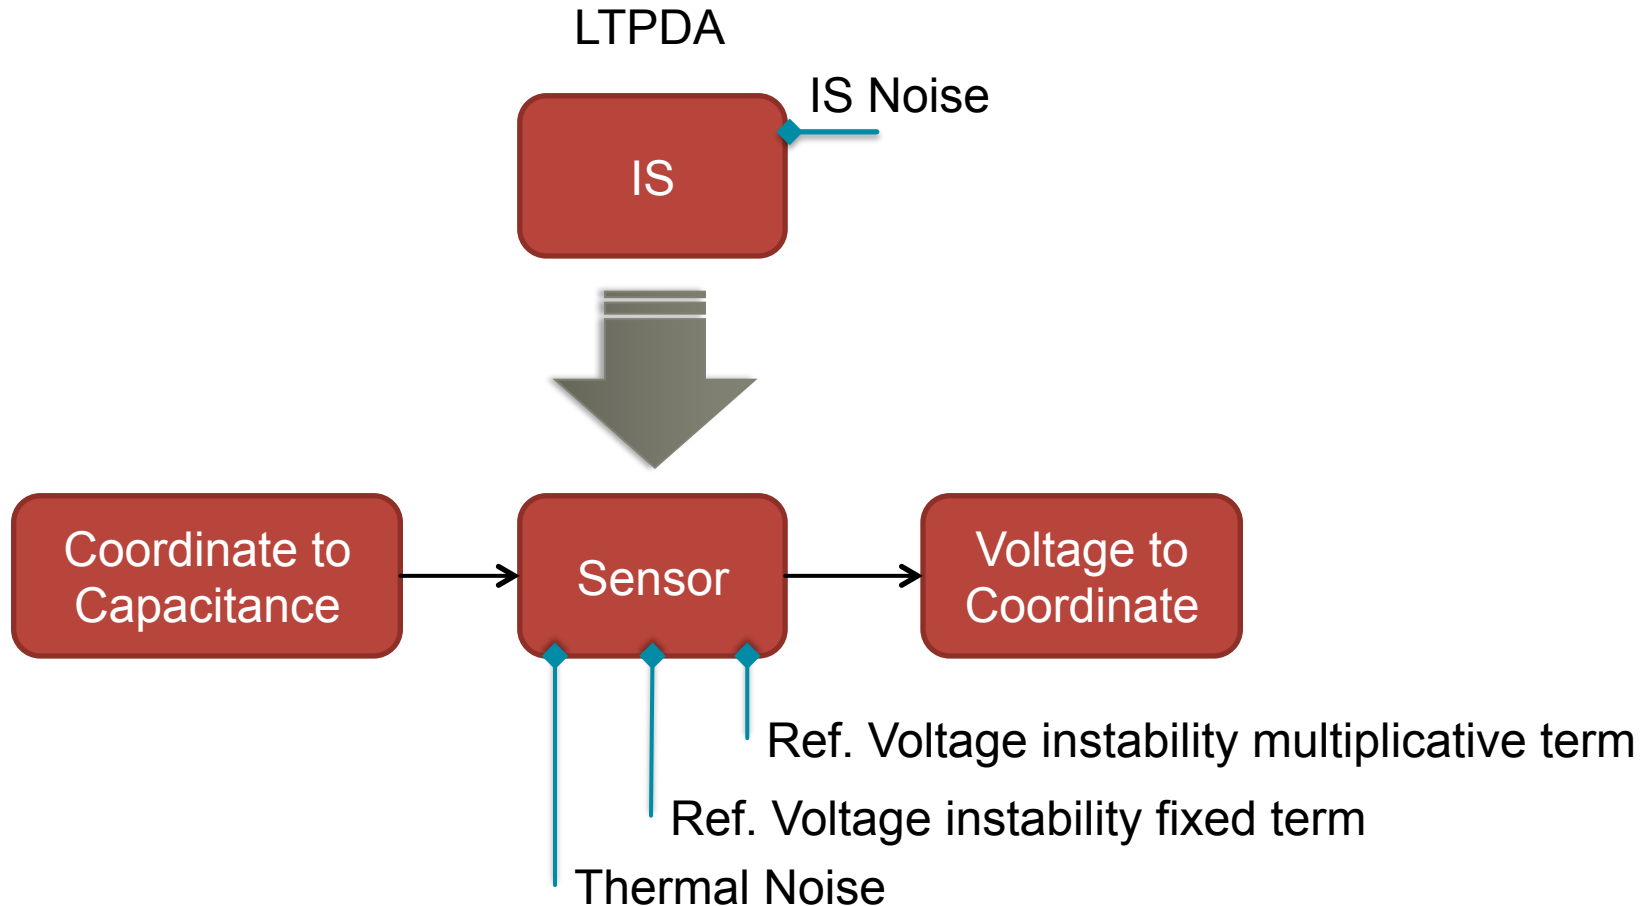 LTPDA
IS Noise
IS
Coordinate to
Capacitance
Sensor
Voltage to
Coordinate
Ref. Voltage instability multiplicative term
Ref. Voltage instability fixed term
Thermal Noise